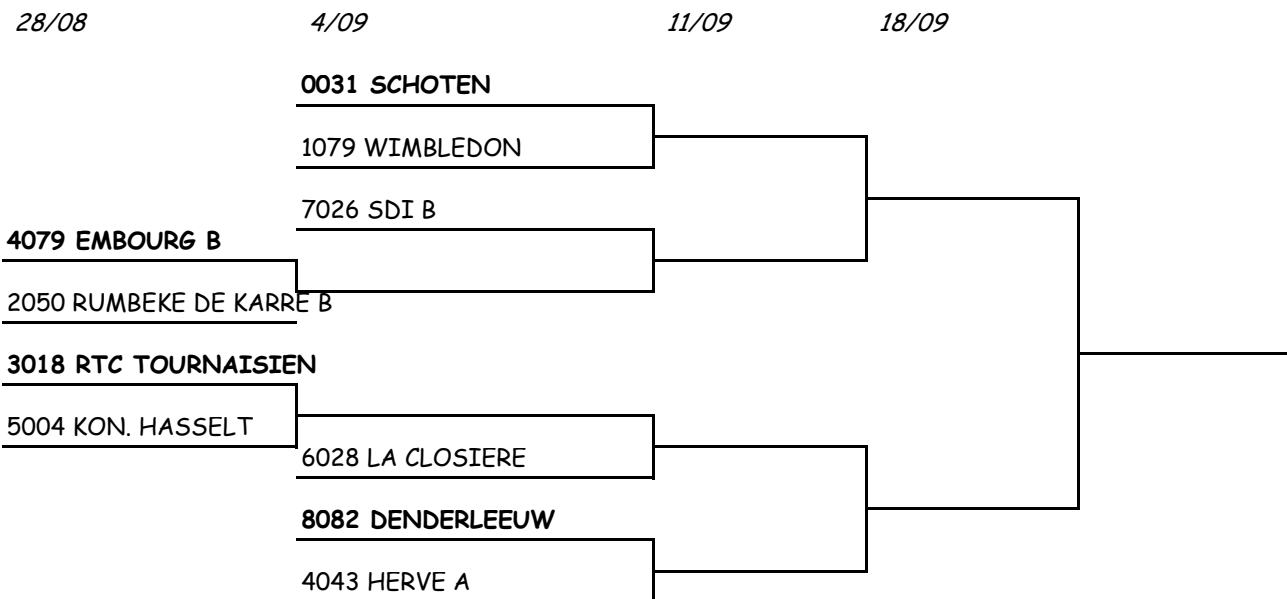 28/08 4/09 11/09 18/09
0031 SCHOTEN
1079 WIMBLEDON
7026 SDI B
4079 EMBOURG B
2050 RUMBEKE DE KARRE B
3018 RTC TOURNAISIEN
5004 KON. HASSELT
6028 LA CLOSIERE
8082 DENDERLEEUW
4043 HERVE A